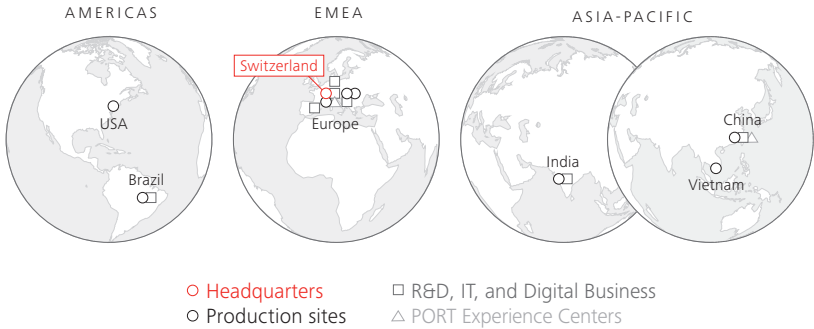 AMERICAS
EMEA
ASIA-PACIFIC
Switzerland
USA
Europe
China
India
Vietnam
Brazil
Headquarters
R&D, IT, and Digital Business
Production sites
PORT Experience Centers